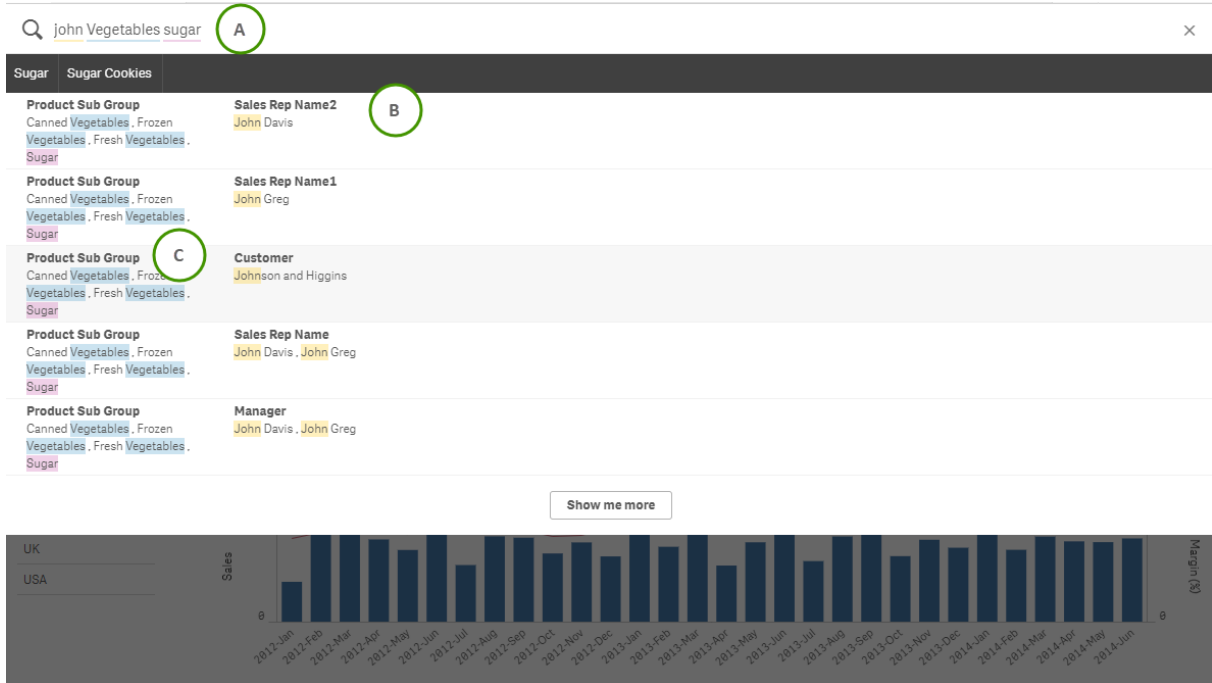 john Vegetables sugar
A
Sugar Sugar Cookies
Product Sub Group Sales Rep Name2
B
Canned Vegetables , Frozen John Davis
Vegetables , Fresh Vegetables ,
Sugar
Product Sub Group Sales Rep Name1
Canned Vegetables , Frozen John Greg
Vegetables , Fresh Vegetables ,
Sugar
Product Sub Group C Customer
Canned Vegetables , Froze Johnson and Higgins
Vegetables , Fresh Vegetables ,
Sugar
Product Sub Group Sales Rep Name
Canned Vegetables , Frozen John Davis , John Greg
Vegetables , Fresh Vegetables ,
Sugar
Product Sub Group Manager
Canned Vegetables , Frozen John Davis , John Greg
Vegetables , Fresh Vegetables ,
Sugar
Show me more
UK
USA
Sales
Margin (%)
0 0
2012-Jan 2012-Feb 2012-Mar 2012-Apr 2012-May 2012-Jun 2012-Jul 2012-Aug 2012-Sep 2012-Oct 2012-Nov 2012-Dec 2013-Jan 2013-Feb 2013-Mar 2013-Apr 2013-May 2013-Jun 2013-Jul 2013-Aug 2013-Sep 2013-Oct 2013-Nov 2013-Dec 2014-Jan 2014-Feb 2014-Mar 2014-Apr 2014-May 2014-Jun